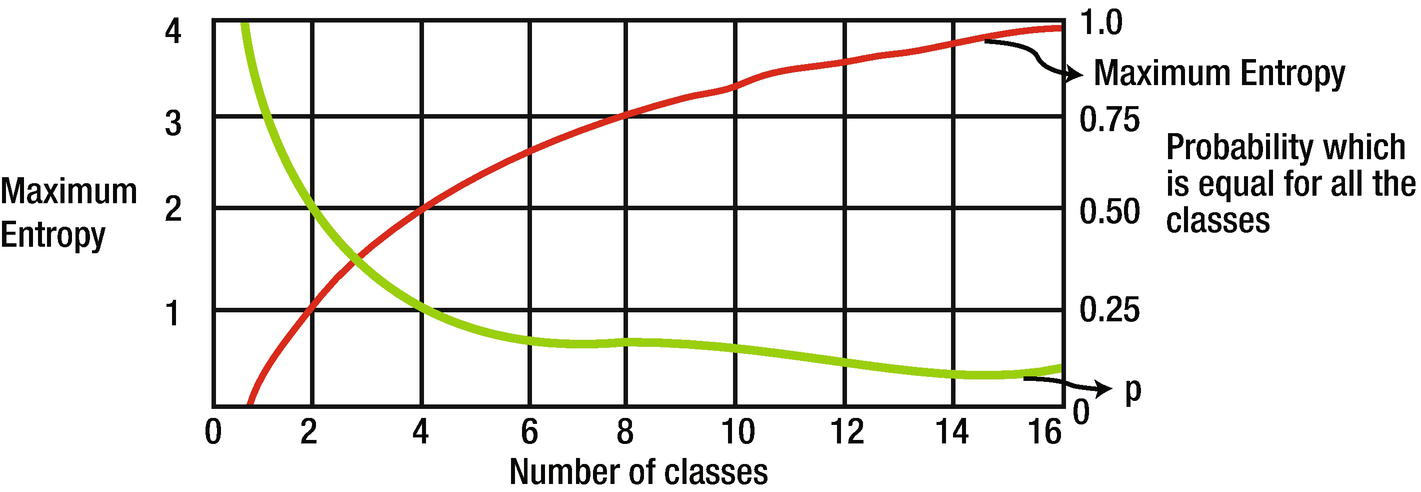 4
3
2
1
Maximum
Entropy
1.0
Maximum Entropy
0.75
Probability which
is equal for all the
classes
0.50
0.25
p
0
0 2 4 6 8 10 12 14 16
Number of classes